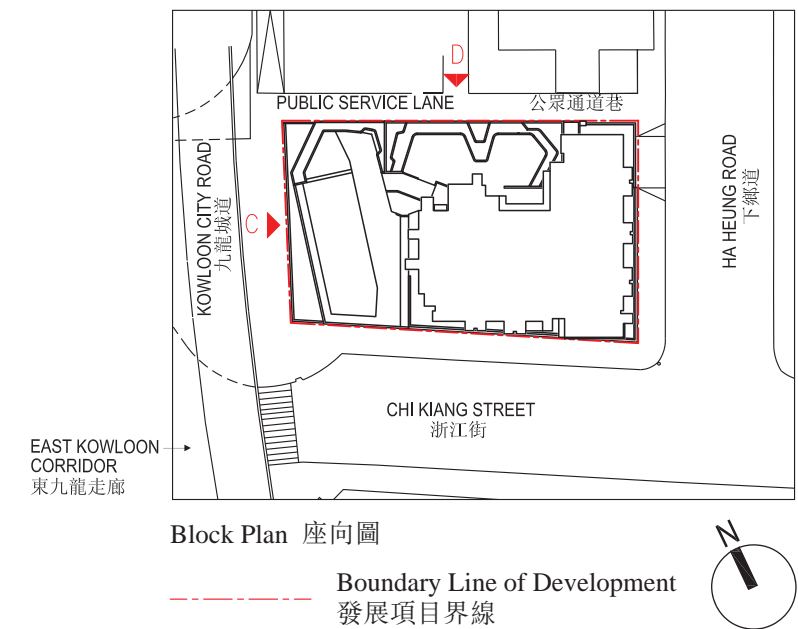 D
PUBLIC SERVICE LANE
公眾通道巷
KOWLOON CITY ROAD
九龍城道
C
HA HEUNG ROAD
下鄉道
CHI KIANG STREET
浙江街
EAST KOWLOON
CORRIDOR
東九龍走廊
Block Plan 座向圖
N
Boundary Line of Development
發展項目界線